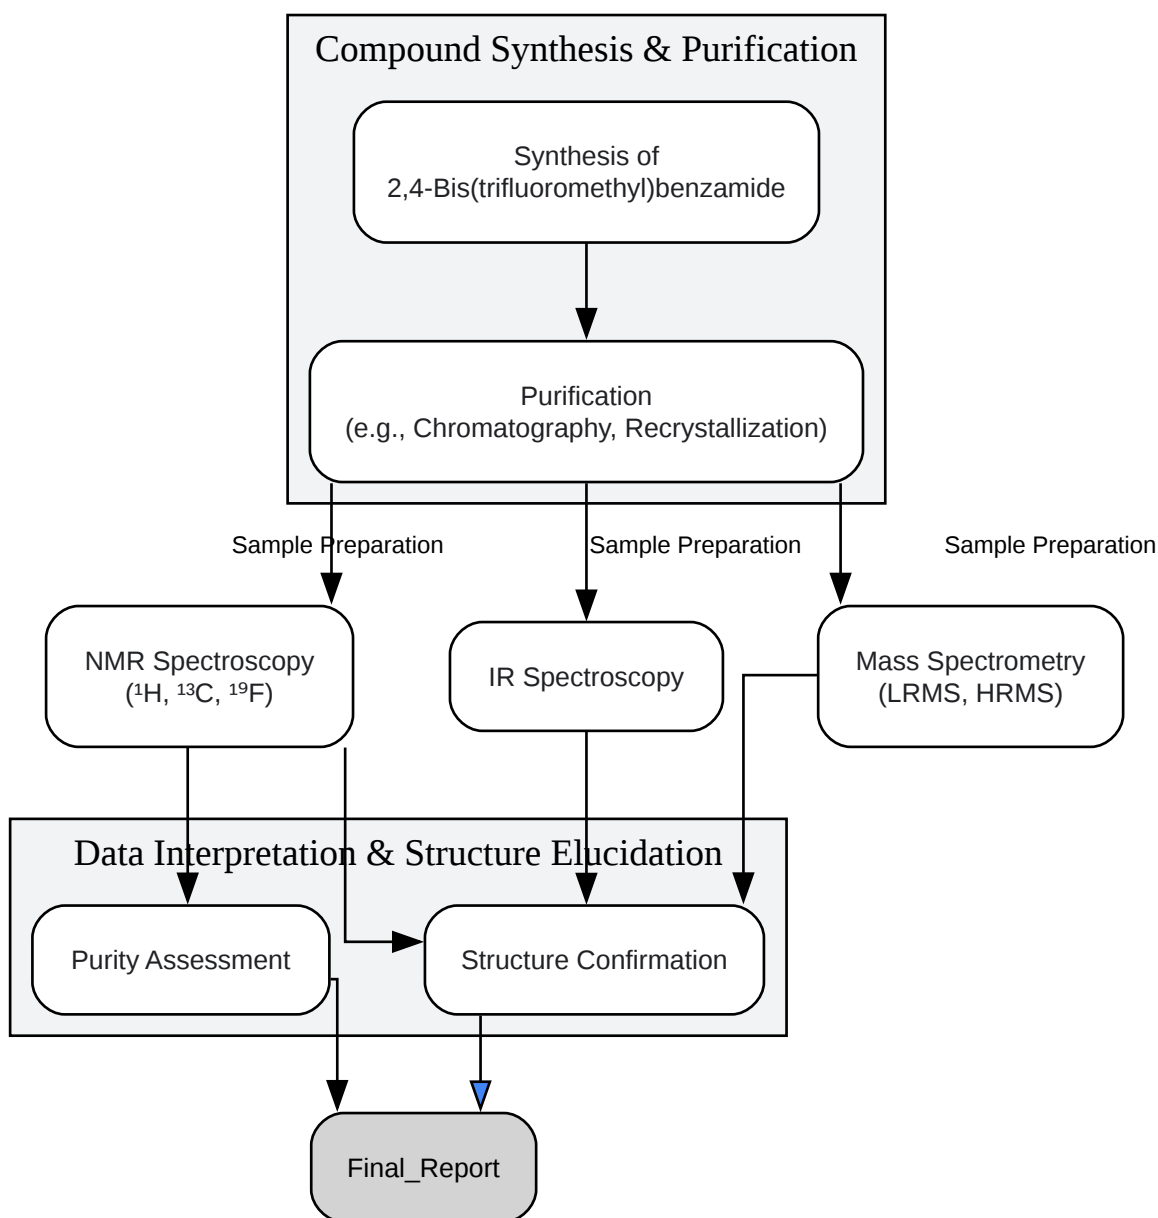 Compound Synthesis & Purification
Synthesis of
2,4-Bis(trifluoromethyl)benzamide
Purification
(e.g., Chromatography, Recrystallization)
Sample Preparation
Sample Preparation
Sample Preparation
NMR Spectroscopy
(¹H, ¹³C, ¹⁹F)
IR Spectroscopy
Mass Spectrometry
(LRMS, HRMS)
Data Interpretation & Structure Elucidation
Purity Assessment
Structure Confirmation
Final_Report